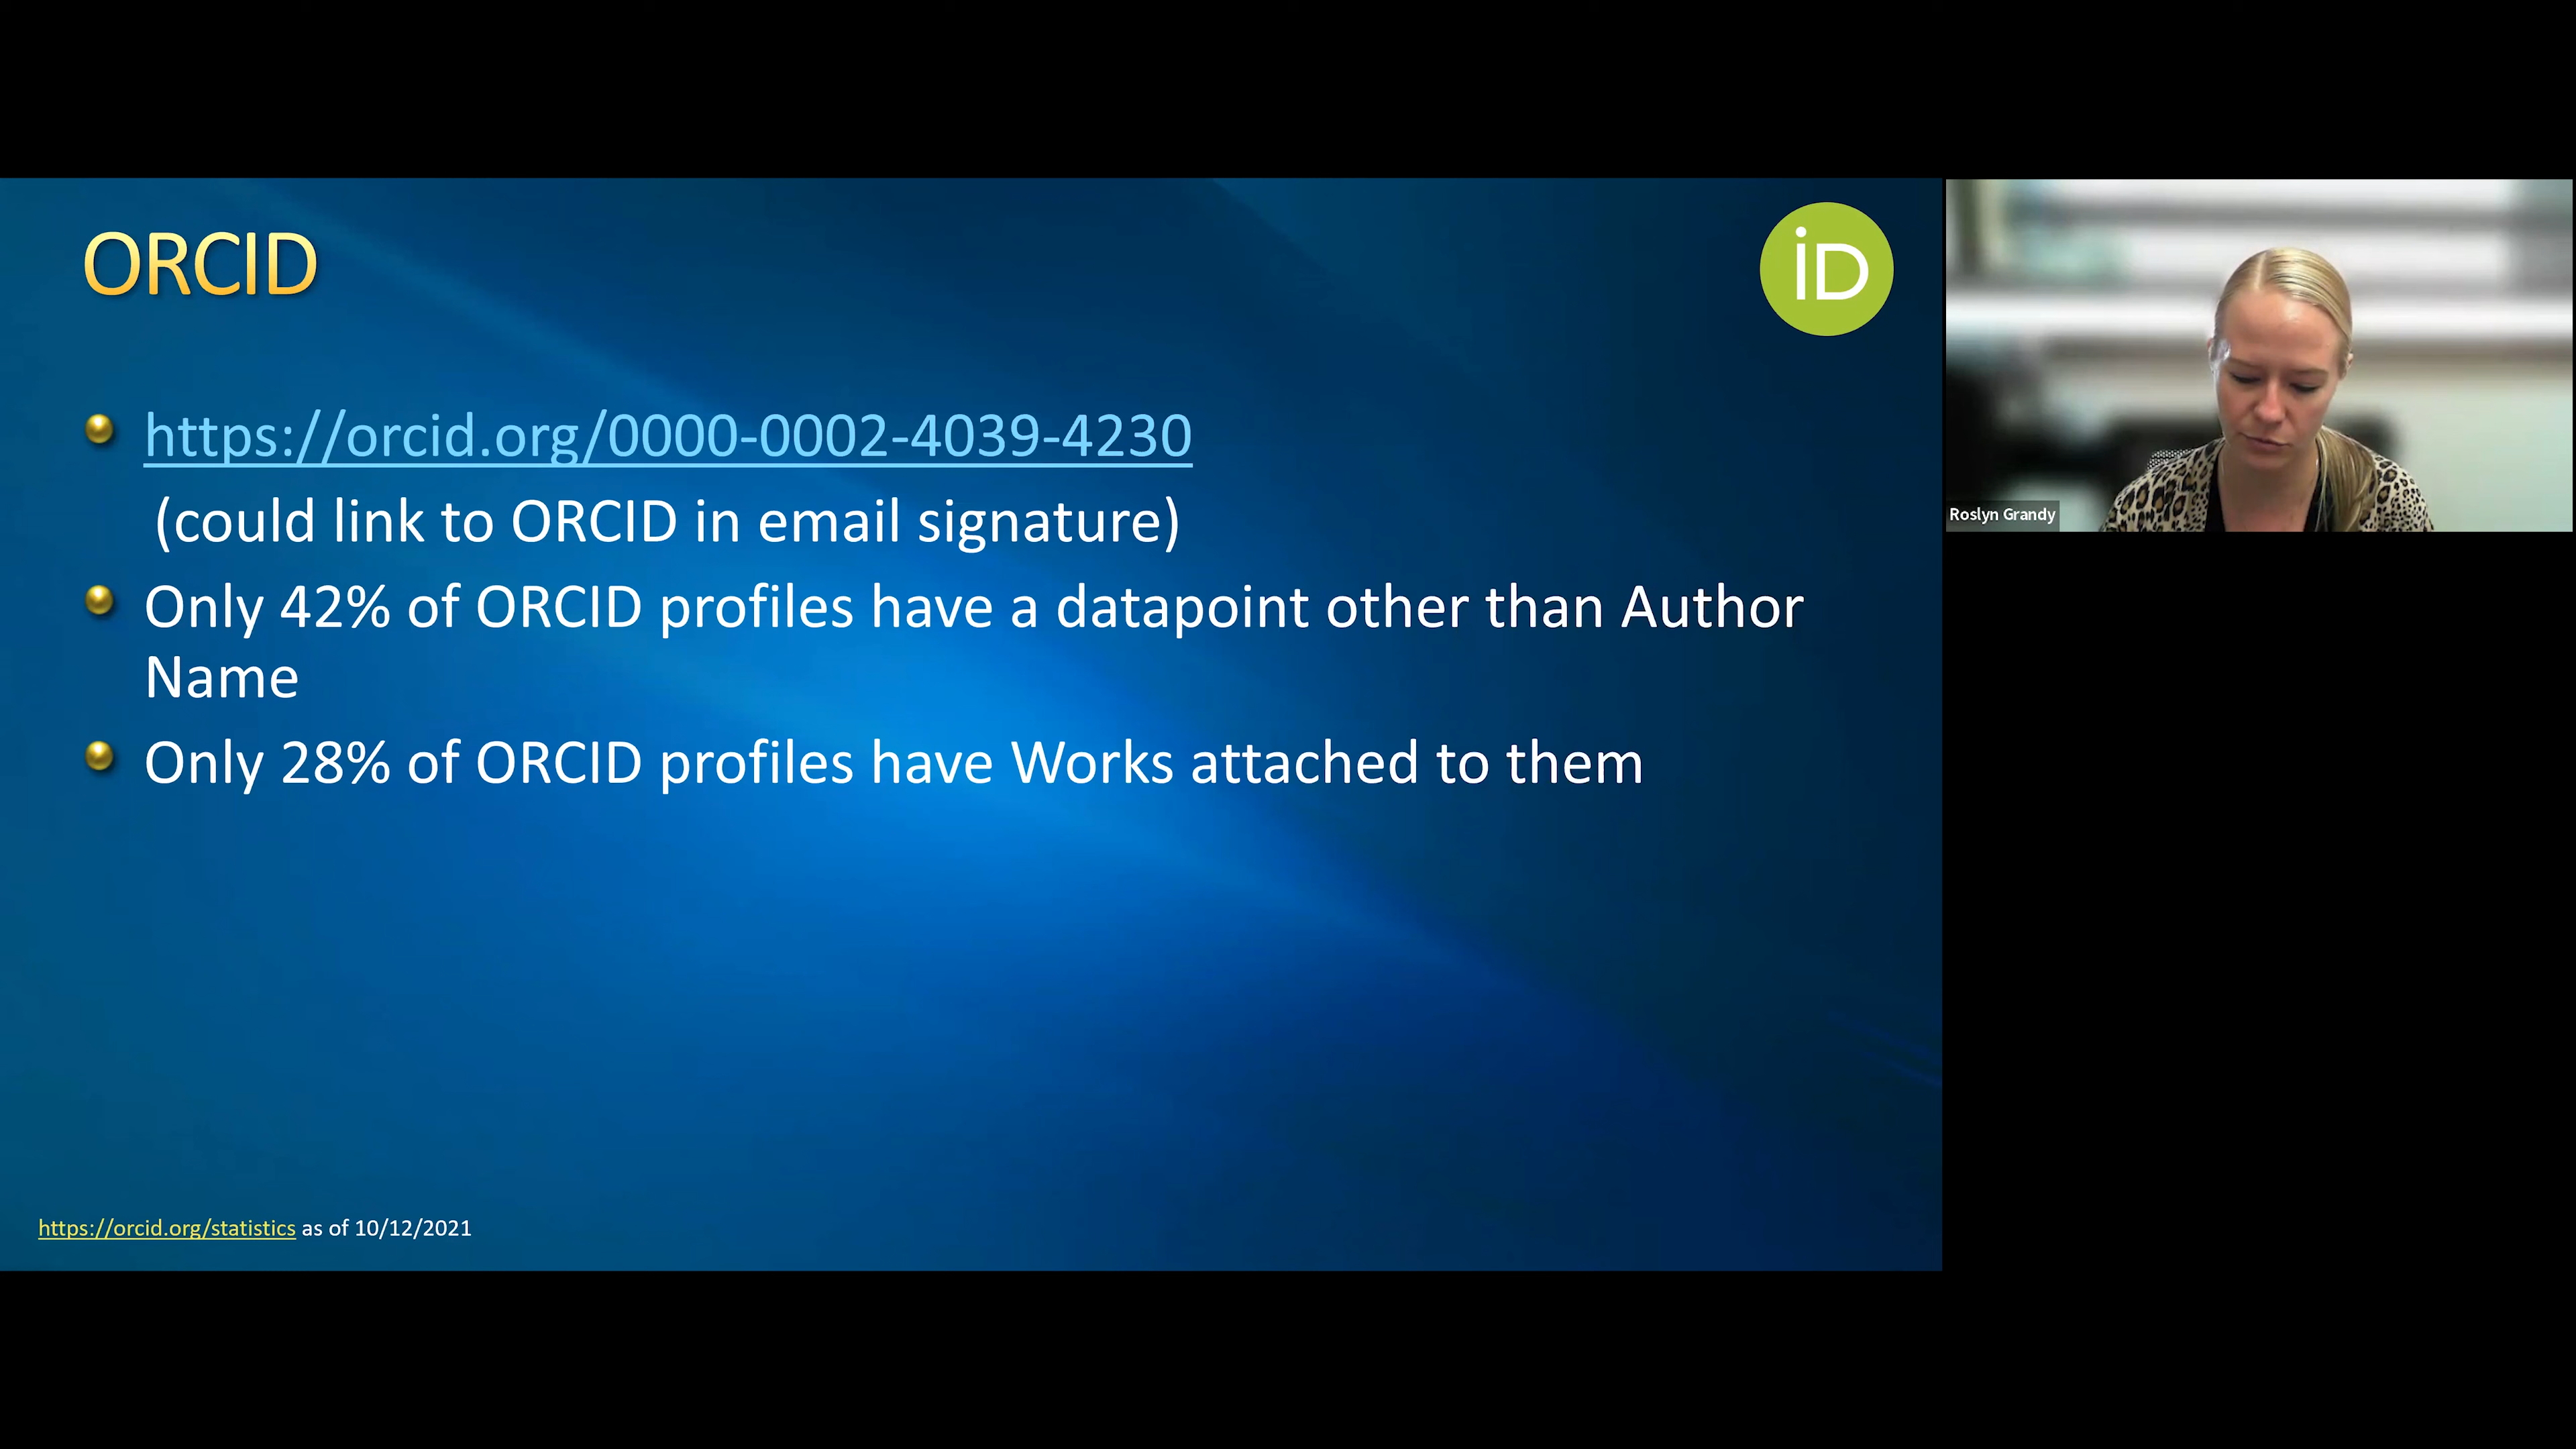 ORCID
iD
https://orcid.org/0000-0002-4039-4230
(could link to ORCID in email signature)
Only 42% of ORCID profiles have a datapoint other than Author
Name
Only 28% of ORCID profiles have Works attached to them
https://orcid.org/statistics as of 10/12/2021
Roslyn Grandy